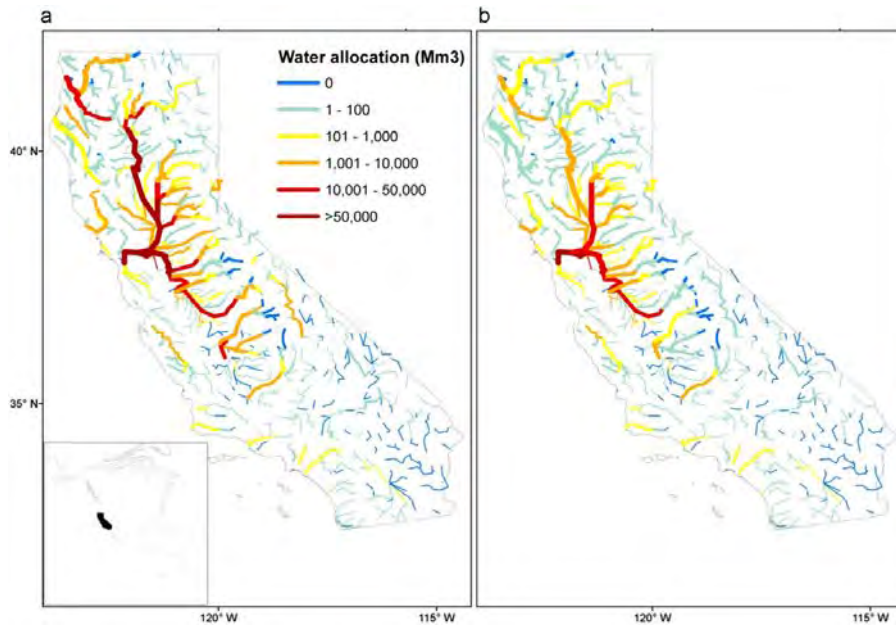 a
b
Water allocation (Mm3)
0
1 - 100
101 - 1,000
1,001 - 10,000
10,001 - 50,000
>50,000
40° N
35° N
120° W
115° W
120° W
115° W